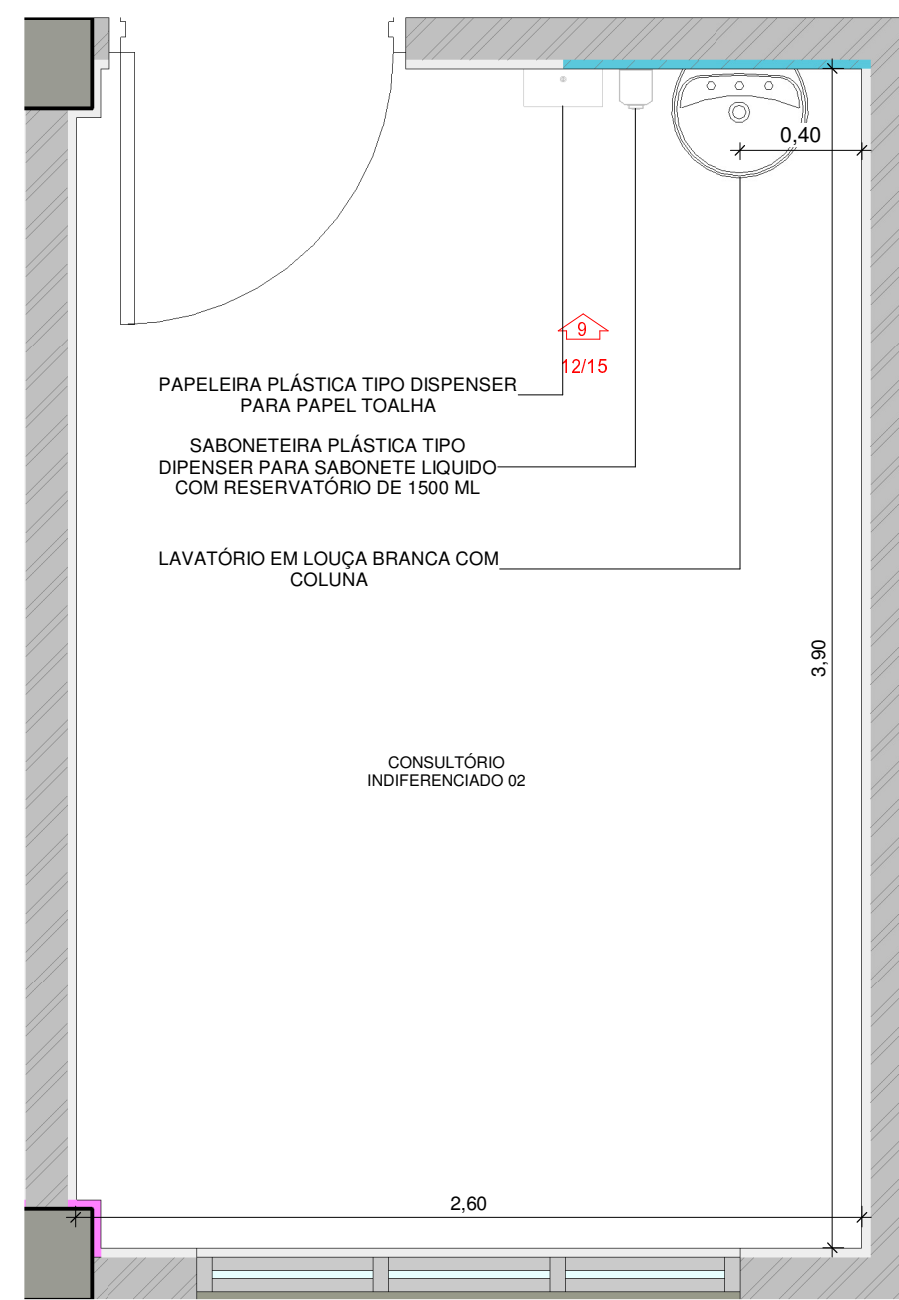 0,40
9
12/15
PAPELEIRA PLÁSTICA TIPO DISPENSER
PARA PAPEL TOALHA
SABONETEIRA PLÁSTICA TIPO
DIPENSER PARA SABONETE LIQUIDO
COM RESERVATÓRIO DE 1500 ML
LAVATÓRIO EM LOUÇA BRANCA COM
COLUNA
3,90
CONSULTÓRIO
INDIFERENCIADO 02
2,60